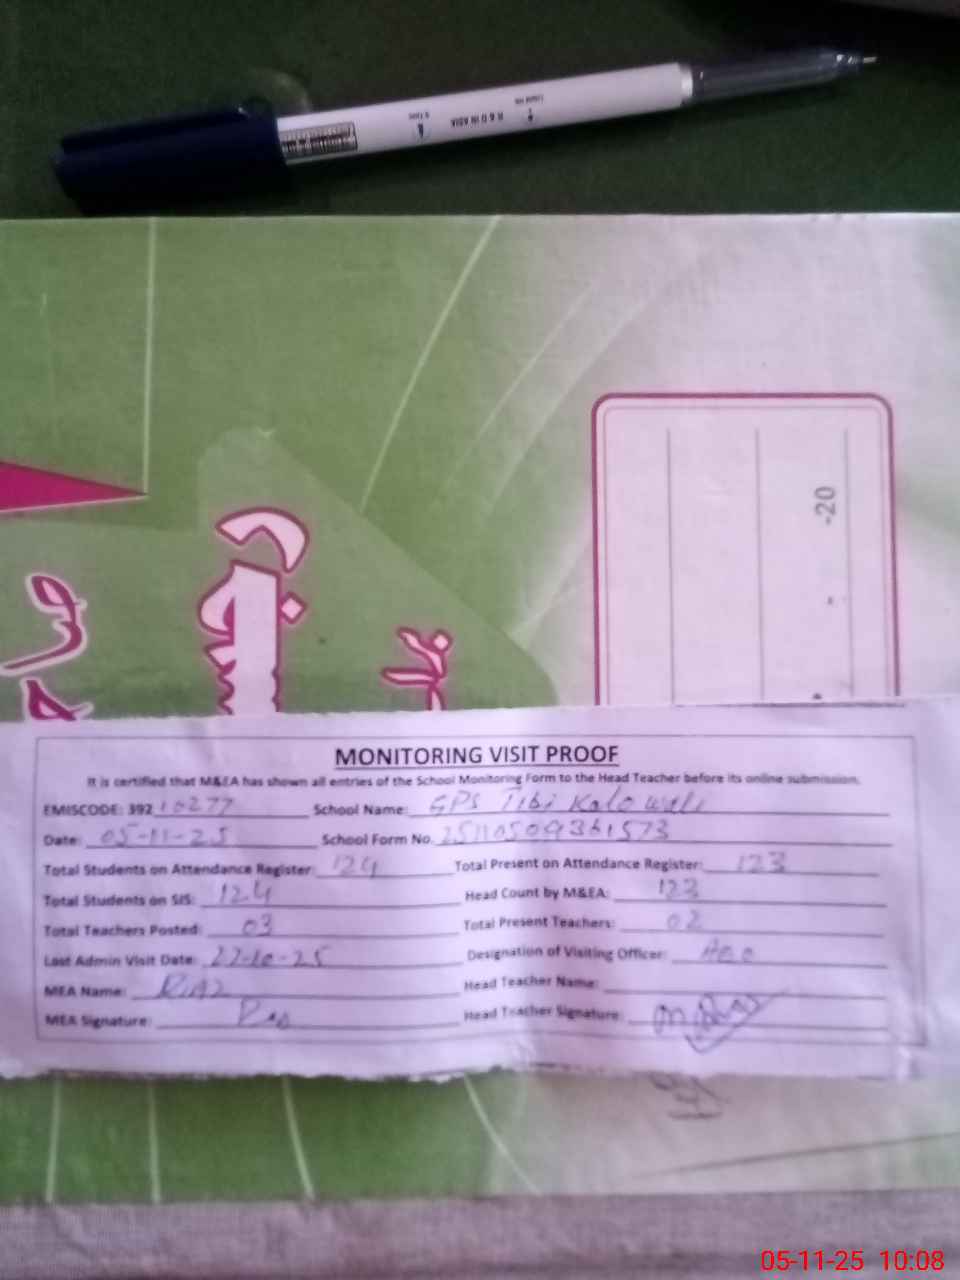 R & D IN ASIA
-20
MONITORING VISIT PROOF
It is certified that M&EA has shown all entries of the School Monitoring Form to the Head Teacher before its online submission.
EMISCODE: 39210277 School Name: GPS Tibi Kalo wali
Date: 05-11-25 School Form No. 25110509361573
Total Students on Attendance Register: 124 Total Present on Attendance Register: 123
Total Students on SIS: 124 Head Count by M&EA: 123
Total Teachers Posted: 03 Total Present Teachers: 02
Last Admin Visit Date: 27-10-25 Designation of Visiting Officer: AEO
MEA Name: RIAZ Head Teacher Name:
MEA Signature: Head Teacher Signature:
05-11-25 10:08